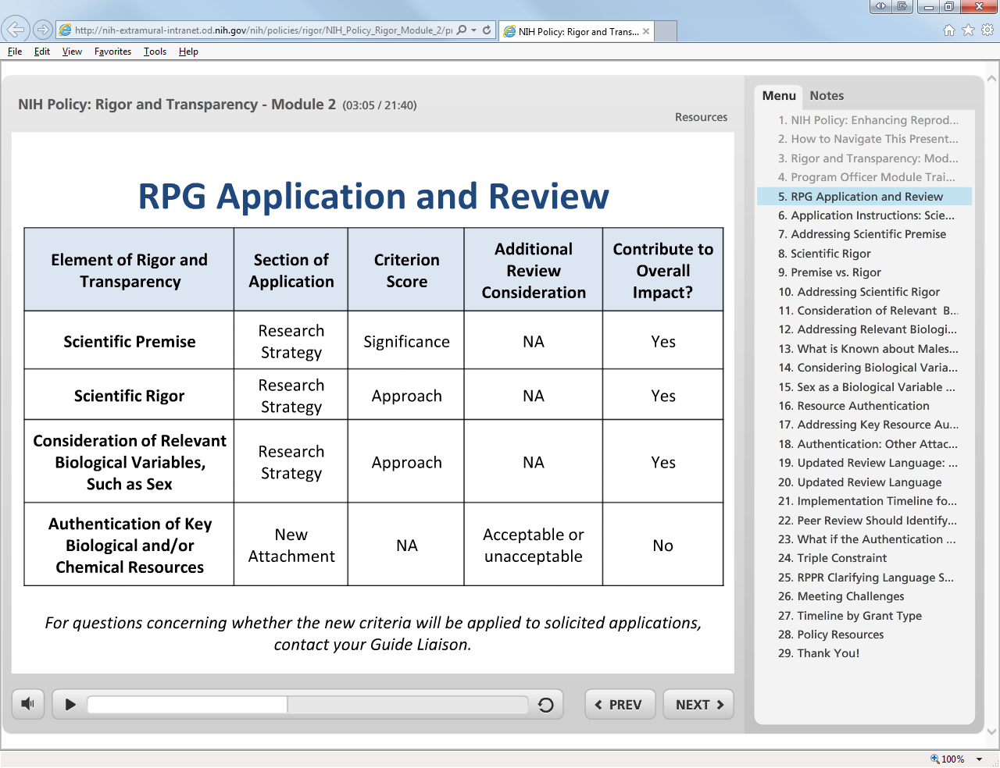 http://nih-extramural-intranet.od.nih.gov/nih/policies/rigor/NIH_Policy_Rigor_Module_2/p
NIH Policy: Rigor and Trans...
File Edit View Favorites Tools Help
NIH Policy: Rigor and Transparency - Module 2 (03:05 / 21:40)
Resources
RPG Application and Review
Element of Rigor and
Transparency
Section of
Application
Criterion
Score
Additional
Review
Consideration
Contribute to
Overall
Impact?
Scientific Premise
Research
Strategy
Significance
NA
Yes
Scientific Rigor
Research
Strategy
Approach
NA
Yes
Consideration of Relevant
Biological Variables,
Such as Sex
Research
Strategy
Approach
NA
Yes
Authentication of Key
Biological and/or
Chemical Resources
New
Attachment
NA
Acceptable or
unacceptable
No
For questions concerning whether the new criteria will be applied to solicited applications,
contact your Guide Liaison.
PREV
NEXT
Menu Notes
1. NIH Policy: Enhancing Reprod...
2. How to Navigate This Present...
3. Rigor and Transparency: Mod...
4. Program Officer Module Trai...
5. RPG Application and Review
6. Application Instructions: Scie...
7. Addressing Scientific Premise
8. Scientific Rigor
9. Premise vs. Rigor
10. Addressing Scientific Rigor
11. Consideration of Relevant B...
12. Addressing Relevant Biologi...
13. What is Known about Males...
14. Considering Biological Varia...
15. Sex as a Biological Variable ...
16. Resource Authentication
17. Addressing Key Resource Au...
18. Authentication: Other Attac...
19. Updated Review Language: ...
20. Updated Review Language
21. Implementation Timeline fo...
22. Peer Review Should Identify...
23. What if the Authentication ...
24. Triple Constraint
25. RPPR Clarifying Language S...
26. Meeting Challenges
27. Timeline by Grant Type
28. Policy Resources
29. Thank You!
100%